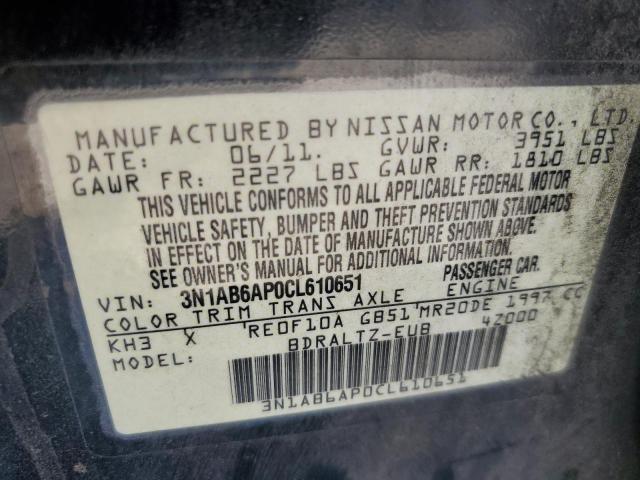 MANUFACTURED BY NISSAN MOTOR CO., LTD.
DATE: 06/11. GVWR: 3951 LBS
GAWR FR: 2227 LBS GAWR RR: 1810 LBS
THIS VEHICLE CONFORMS TO ALL APPLICABLE FEDERAL MOTOR
VEHICLE SAFETY, BUMPER AND THEFT PREVENTION STANDARDS
IN EFFECT ON THE DATE OF MANUFACTURE SHOWN ABOVE.
SEE OWNER'S MANUAL FOR ADDITIONAL INFORMATION.
VIN: 3N1AB6AP0CL610651 PASSENGER CAR.
COLOR TRIM TRANS AXLE ENGINE
KH3 X RE0F10A GB51 MR20DE 1997 CC
MODEL: BDRALTZ-EUB 4Z000
3N1AB6AP0CL610651